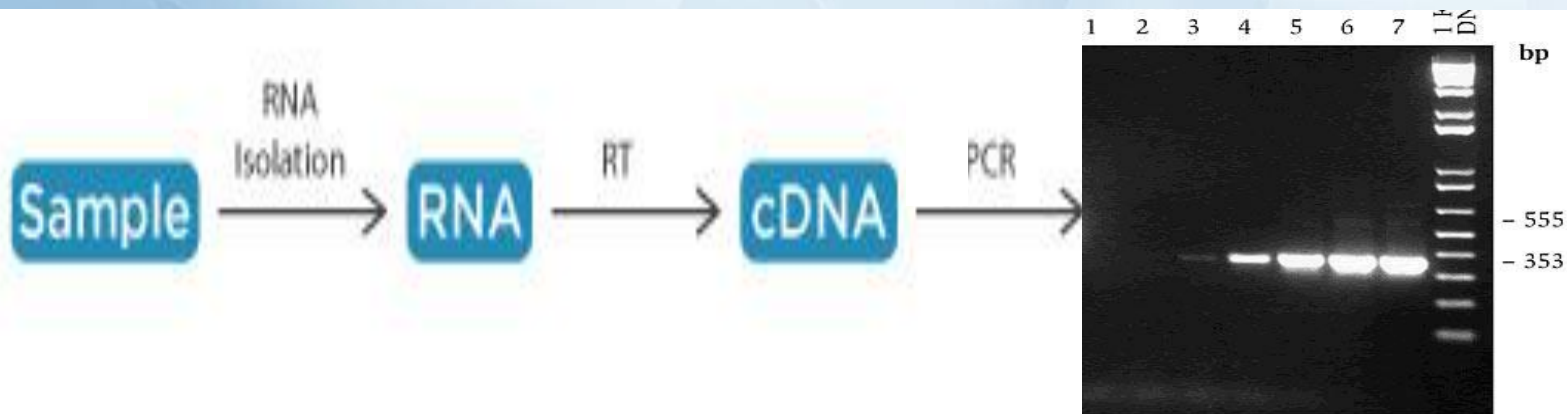 RNA
Isolation
Sample
RNA
RT
cDNA
PCR
1 2 3 4 5 6 7
bp
– 555
– 353